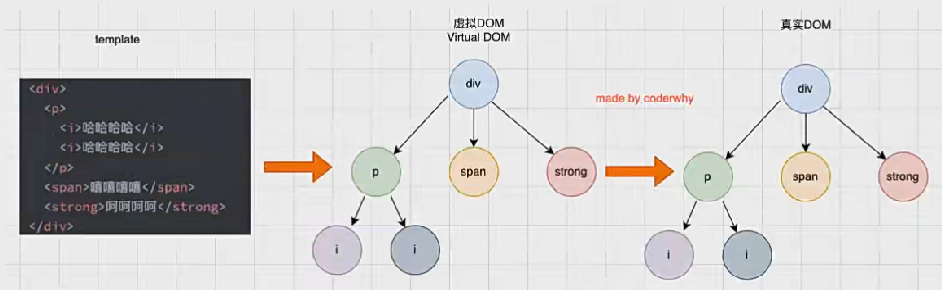 template
<div>
<p>
<i>哈哈哈哈</i>
<i>哈哈哈哈</i>
</p>
<span>嘻嘻嘻嘻</span>
<strong>呵呵呵呵</strong>
</div>
虚拟DOM
Virtual DOM
div
p
span
strong
i
i
made by coderwhy
真实DOM
div
p
span
strong
i
i